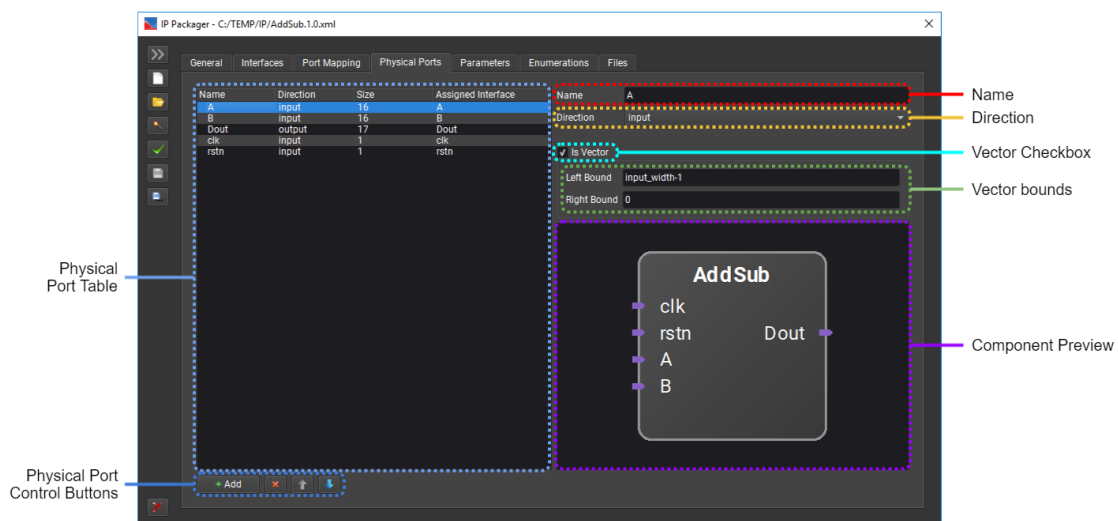 IP Packager - C:/TEMP/IP/AddSub.1.0.xml
General Interfaces Port Mapping Physical Ports Parameters Enumerations Files
Name Direction Size Assigned Interface
A input 16 A
B input 16 B
Dout output 17 Dout
clk input 1 clk
rstn input 1 rstn
Name A
Direction input
Is Vector
Left Bound input_width-1
Right Bound 0
AddSub
clk
rstn Dout
A
B
Add
Name
Direction
Vector Checkbox
Vector bounds
Component Preview
Physical
Port Table
Physical Port
Control Buttons